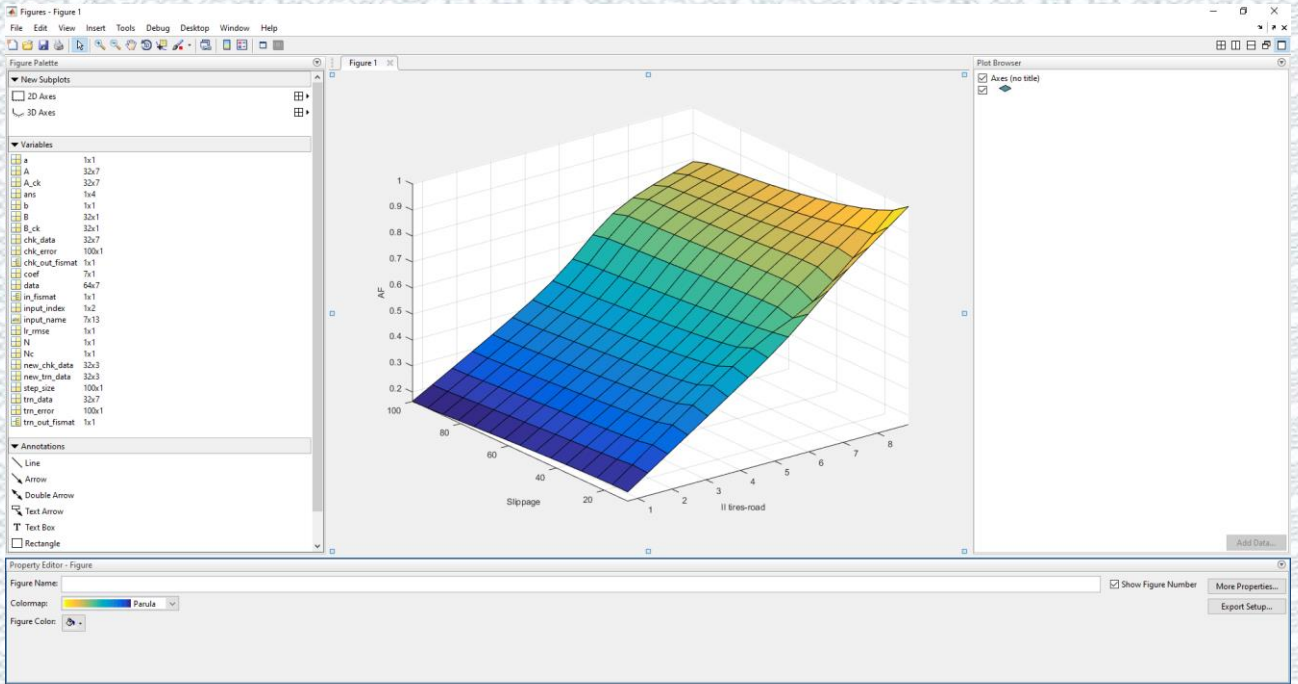 Figures - Figure 1
File Edit View Insert Tools Debug Desktop Window Help
Figure Palette
New Subplots
2D Axes
3D Axes
Variables
a 1x1
A 32x7
A_ck 32x7
ans 1x4
b 1x1
B 32x1
B_ck 32x1
chk_data 32x7
chk_error 100x1
chk_out_fismat 1x1
coef 7x1
data 64x7
in_fismat 1x1
input_index 1x2
input_name 7x13
lr_rmse 1x1
N 1x1
Nc 1x1
new_chk_data 32x3
new_trn_data 32x3
step_size 100x1
trn_data 32x7
trn_error 100x1
trn_out_fismat 1x1
Annotations
Line
Arrow
Double Arrow
Text Arrow
T Text Box
Rectangle
Figure 1
1
0.9
0.8
0.7
0.6
0.5
0.4
0.3
0.2
AF
100
80
60
40
20
Slippage
1
2
3
4
5
6
7
8
II tires-road
Plot Browser
Axes (no title)
Add Data...
Property Editor - Figure
Figure Name:
Show Figure Number
More Properties...
Colormap: Parula
Export Setup...
Figure Color: